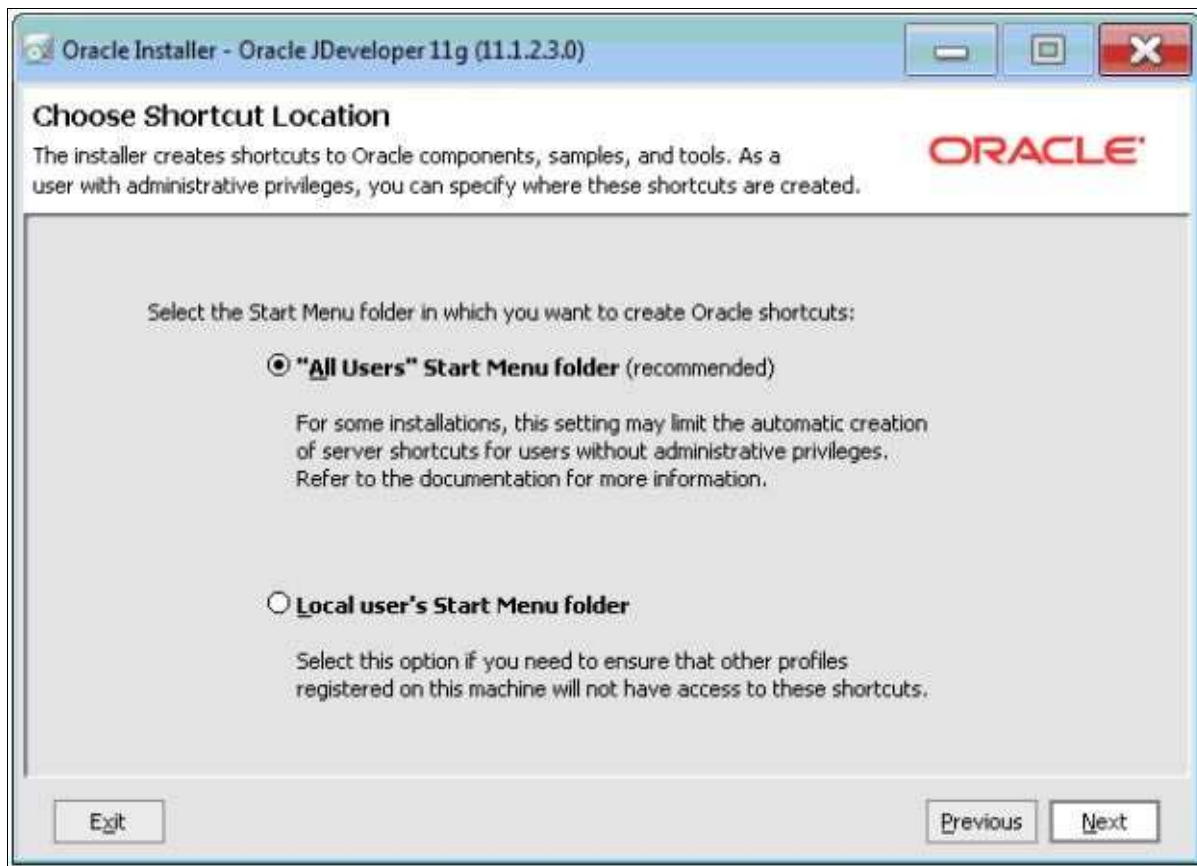 Oracle Installer - Oracle JDeveloper 11g (11.1.2.3.0)
Choose Shortcut Location
The installer creates shortcuts to Oracle components, samples, and tools. As a
user with administrative privileges, you can specify where these shortcuts are created.
ORACLE
Select the Start Menu folder in which you want to create Oracle shortcuts:
"All Users" Start Menu folder (recommended)
For some installations, this setting may limit the automatic creation
of server shortcuts for users without administrative privileges.
Refer to the documentation for more information.
Local user's Start Menu folder
Select this option if you need to ensure that other profiles
registered on this machine will not have access to these shortcuts.
Exit
Previous
Next